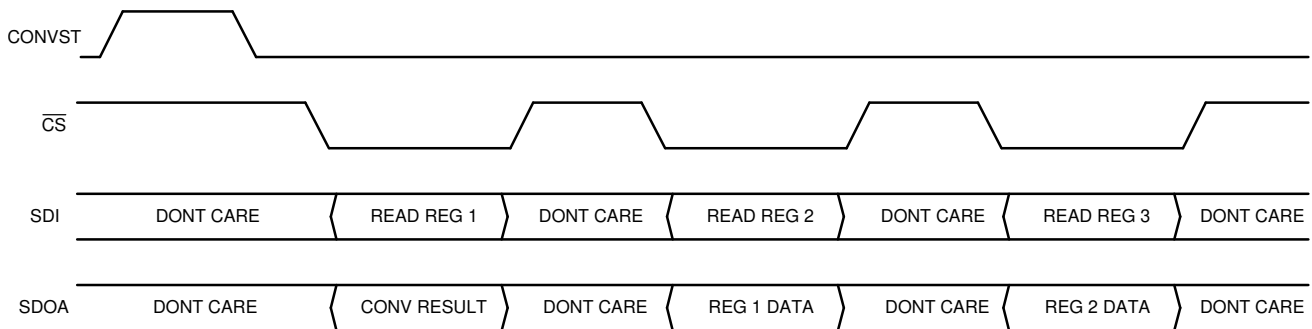 CONVST
CS
SDI DONT CARE READ REG 1 DONT CARE READ REG 2 DONT CARE READ REG 3 DONT CARE
SDOA DONT CARE CONV RESULT DONT CARE REG 1 DATA DONT CARE REG 2 DATA DONT CARE